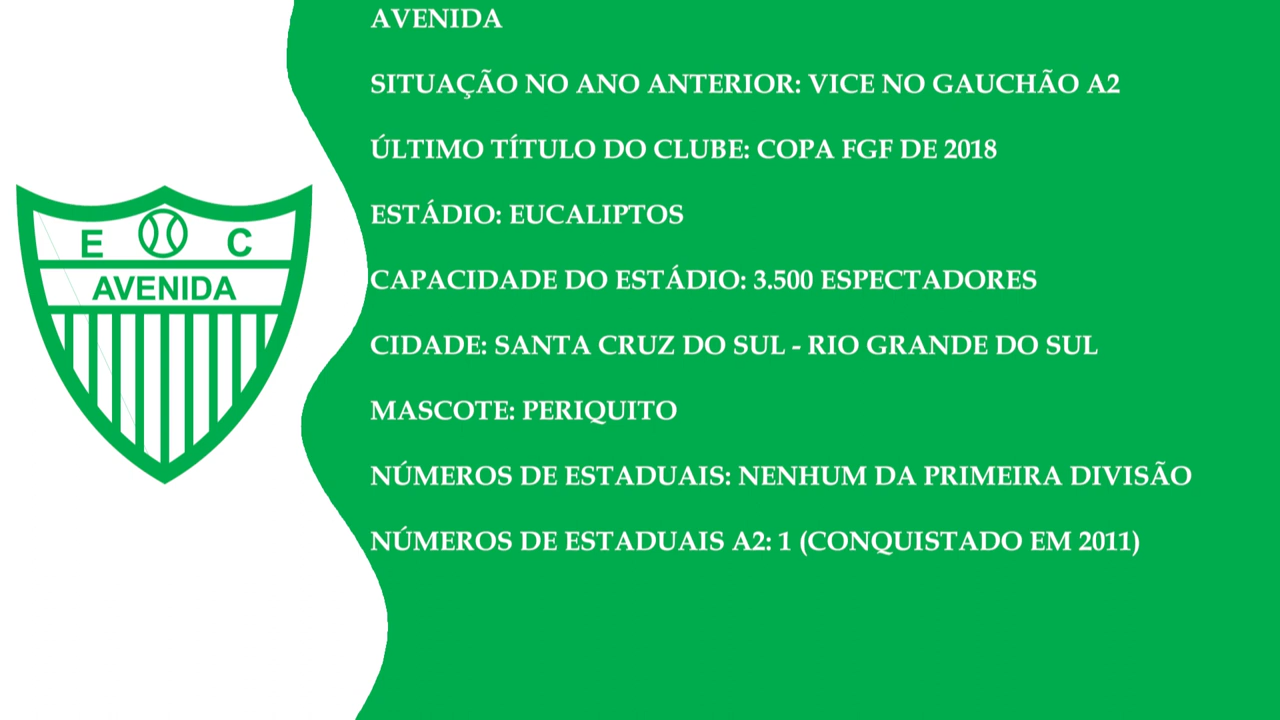 AVENIDA
SITUAÇÃO NO ANO ANTERIOR: VICE NO GAUCHÃO A2
ÚLTIMO TÍTULO DO CLUBE: COPA FGF DE 2018
ESTÁDIO: EUCALIPTOS
CAPACIDADE DO ESTÁDIO: 3.500 ESPECTADORES
CIDADE: SANTA CRUZ DO SUL - RIO GRANDE DO SUL
MASCOTE: PERIQUITO
NÚMEROS DE ESTADUAIS: NENHUM DA PRIMEIRA DIVISÃO
NÚMEROS DE ESTADUAIS A2: 1 (CONQUISTADO EM 2011)
E C
AVENIDA